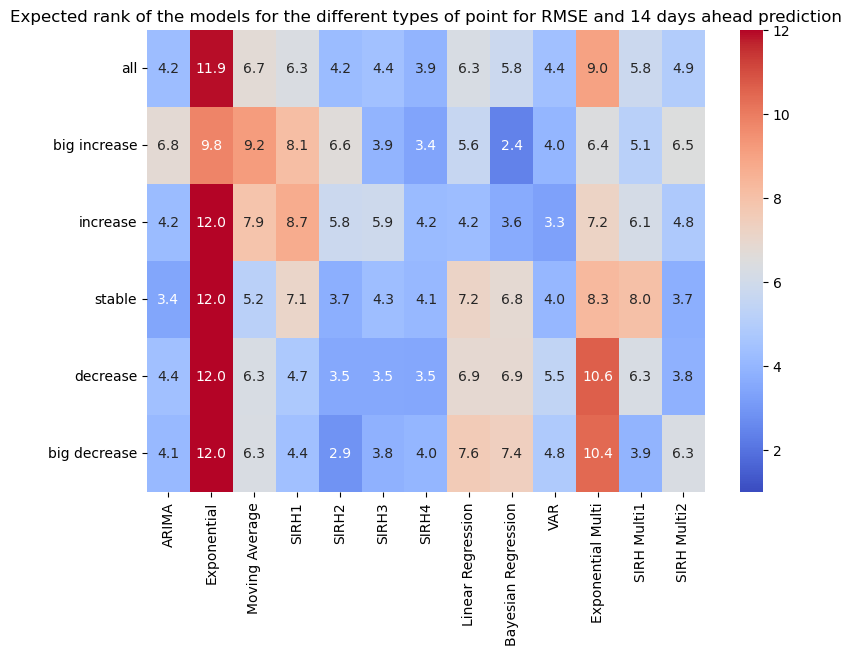 Expected rank of the models for the different types of point for RMSE and 14 days ahead prediction
all 4.2 11.9 6.7 6.3 4.2 4.4 3.9 6.3 5.8 4.4 9.0 5.8 4.9
big increase 6.8 9.8 9.2 8.1 6.6 3.9 3.4 5.6 2.4 4.0 6.4 5.1 6.5
increase 4.2 12.0 7.9 8.7 5.8 5.9 4.2 4.2 3.6 3.3 7.2 6.1 4.8
stable 3.4 12.0 5.2 7.1 3.7 4.3 4.1 7.2 6.8 4.0 8.3 8.0 3.7
decrease 4.4 12.0 6.3 4.7 3.5 3.5 3.5 6.9 6.9 5.5 10.6 6.3 3.8
big decrease 4.1 12.0 6.3 4.4 2.9 3.8 4.0 7.6 7.4 4.8 10.4 3.9 6.3
ARIMA
Exponential
Moving Average
SIRH1
SIRH2
SIRH3
SIRH4
Linear Regression
Bayesian Regression
VAR
Exponential Multi
SIRH Multi1
SIRH Multi2
12
10
8
6
4
2